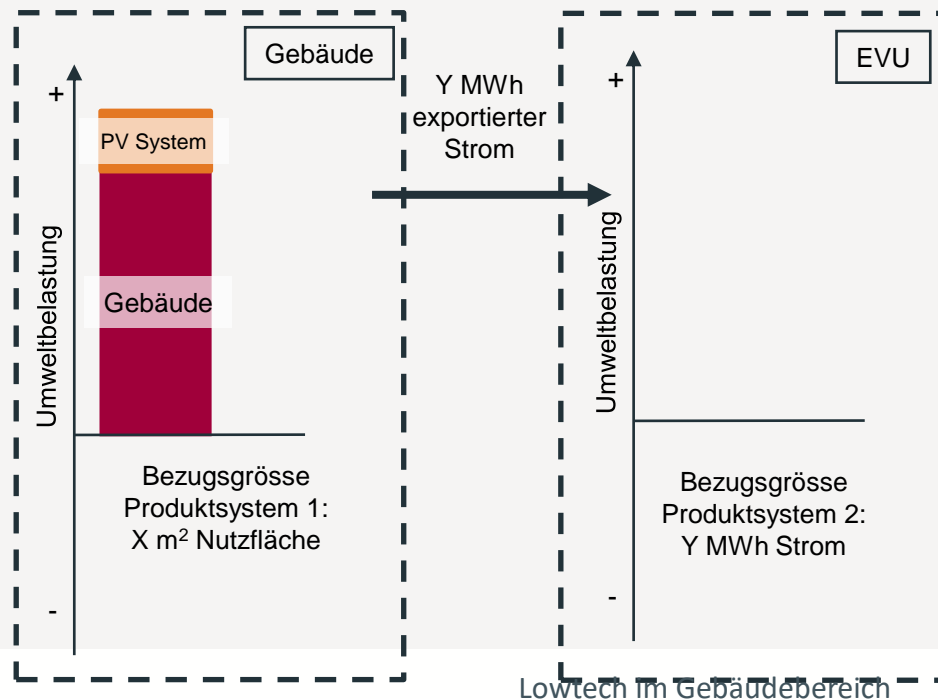 Gebäude
+
PV System
Gebäude
Umweltbelastung
-
Bezugsgrösse
Produktsystem 1:
X m² Nutzfläche
Y MWh
exportierter
Strom
EVU
+
Umweltbelastung
-
Bezugsgrösse
Produktsystem 2:
Y MWh Strom
Lowtech im Gebäudebereich